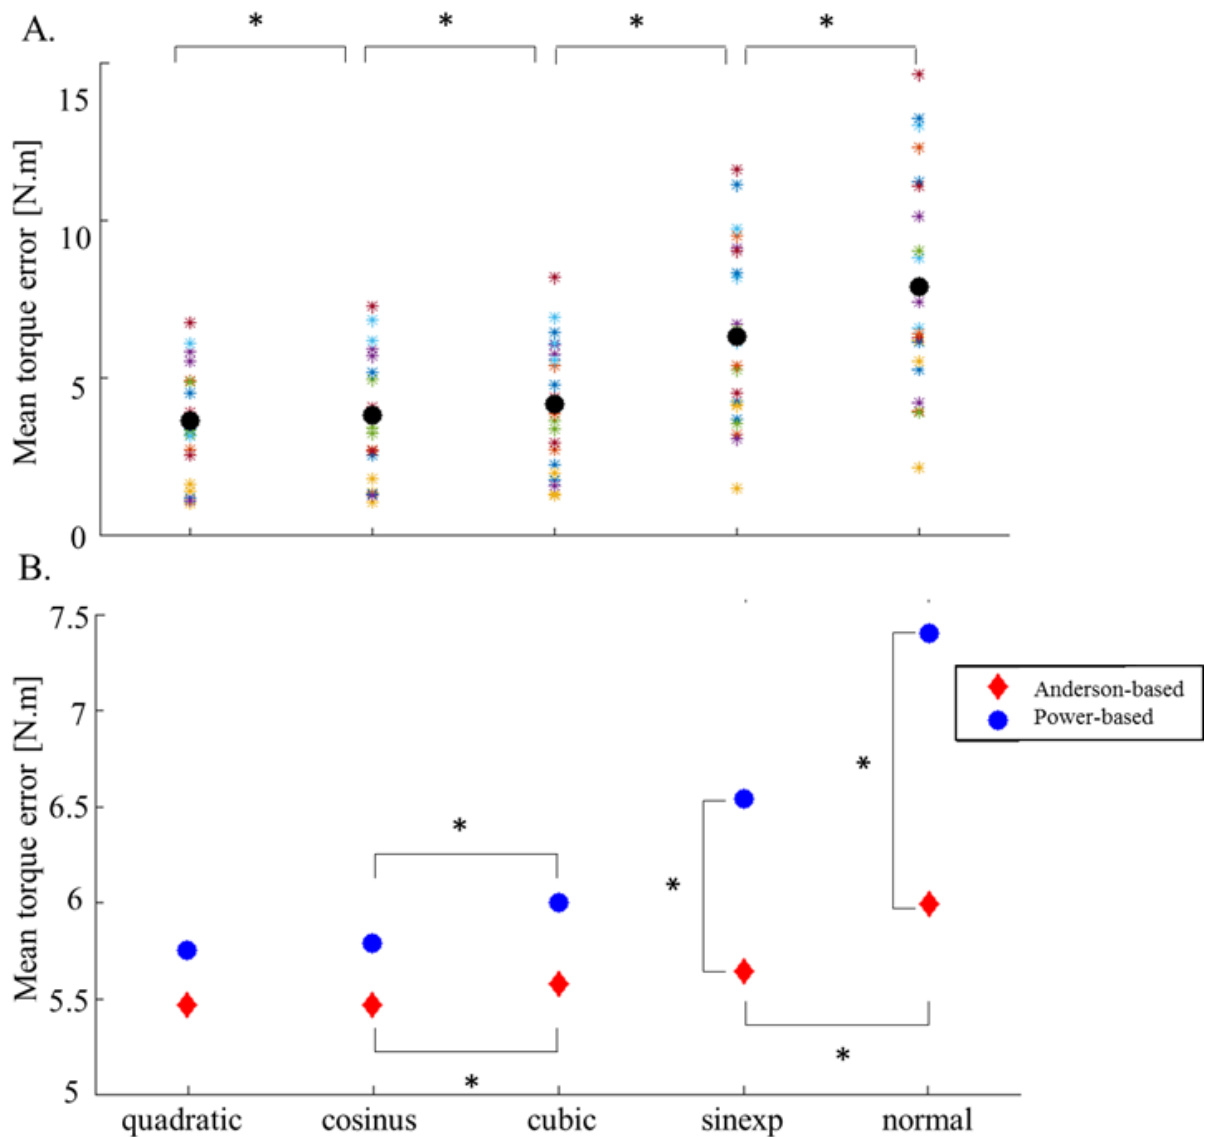 A.
* * * *
Mean torque error [N.m]
15
10
5
0
B.
Mean torque error [N.m]
7.5
7
6.5
6
5.5
5
*
*
*
*
*
Anderson-based
Power-based
quadratic cosinus cubic sinexp normal